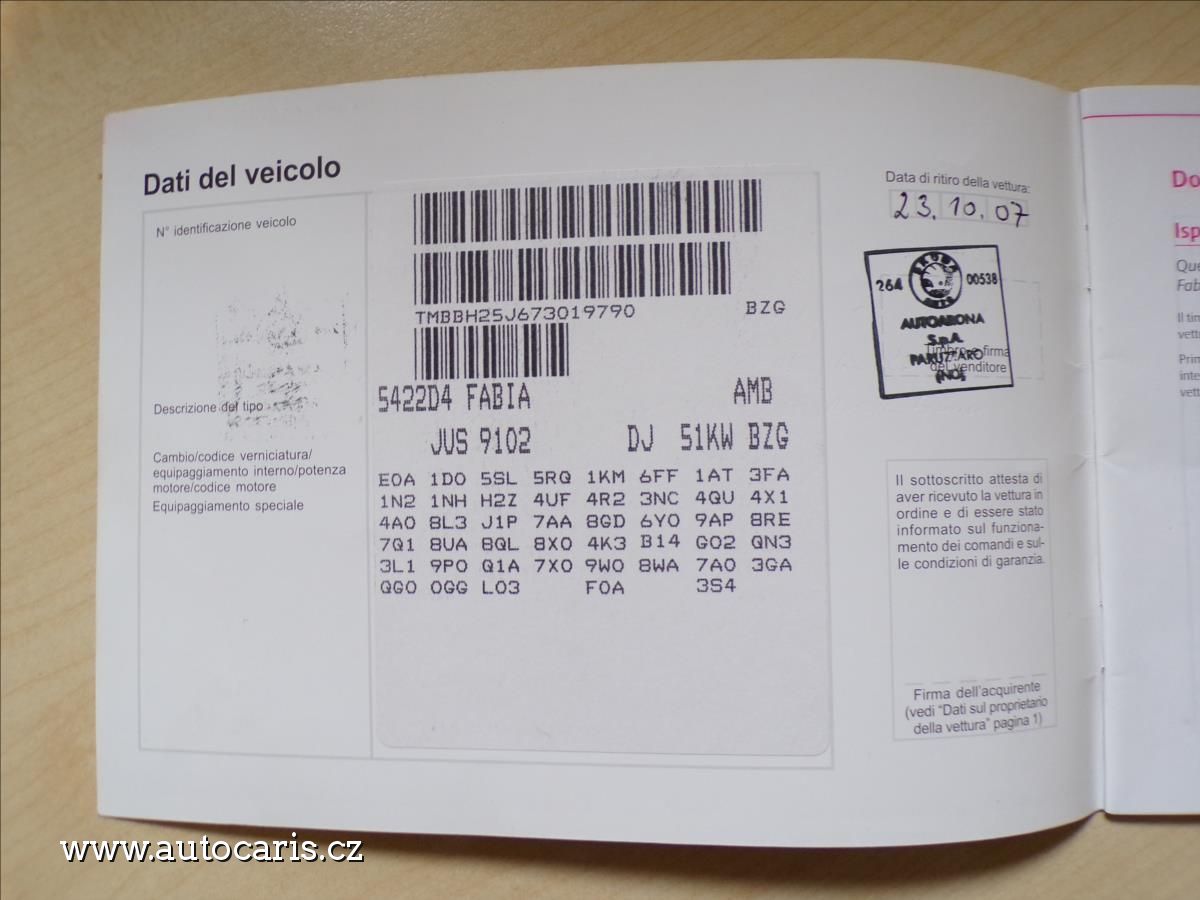 Dati del veicolo
N° identificazione veicolo
Descrizione del tipo
Cambio/codice verniciatura/
equipaggiamento interno/potenza
motore/codice motore
Equipaggiamento speciale
TMBBH25J673019790 BZG
5422D4 FABIA AMB
JUS 9102 DJ 51KW BZG
E0A 1D0 5SL 5RQ 1KM 6FF 1AT 3FA
1N2 1NH H2Z 4UF 4R2 3NC 4QU 4X1
4A0 8L3 J1P 7AA 8GD 6Y0 9AP 8RE
7Q1 8UA 8QL 8X0 4K3 B14 G02 QN3
3L1 9P0 Q1A 7X0 9W0 8WA 7A0 3GA
QG0 0GG L03 F0A 3S4
Data di ritiro della vettura:
23.10.07
SKODA
264 00538
AUTOARONA
S.p.A.
PARUZZARO
(NO)
Timbro e firma
del venditore
Il sottoscritto attesta di
aver ricevuto la vettura in
ordine e di essere stato
informato sul funziona-
mento dei comandi e sul-
le condizioni di garanzia.
Firma dell'acquirente
(vedi "Dati sul proprietario
della vettura" pagina 1)
Do
Isp
Que
Fab
Il tim
vett
Prim
inte
vett
www.autocaris.cz